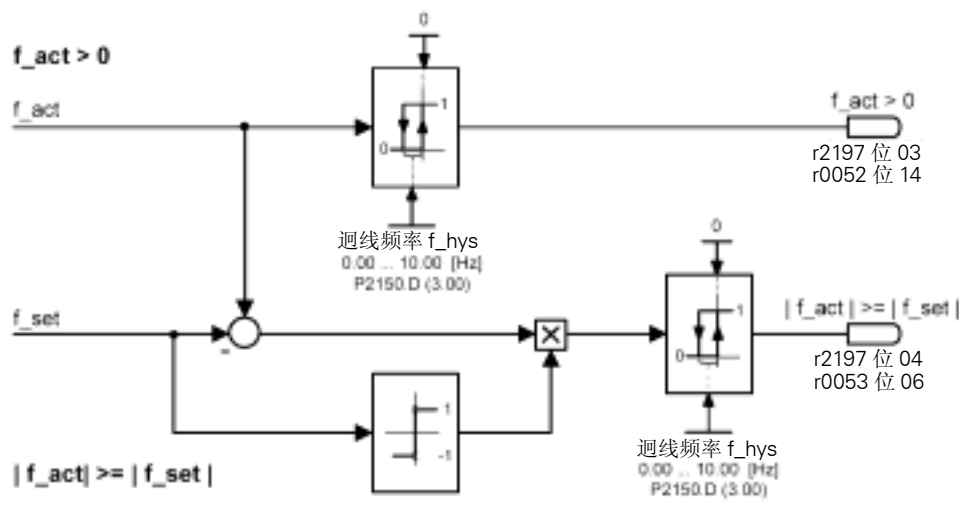 0
f_act > 0
f_act
1
0
f_act > 0
r2197 位 03
r0052 位 14
迥线频率 f_hys
0.00 ... 10.00 [Hz]
P2150.D (3.00)
0
f_set
-
1
0
| f_act | >= | f_set |
r2197 位 04
r0053 位 06
1
-1
| f_act| >= | f_set |
迥线频率 f_hys
0.00 ... 10.00 [Hz]
P2150.D (3.00)